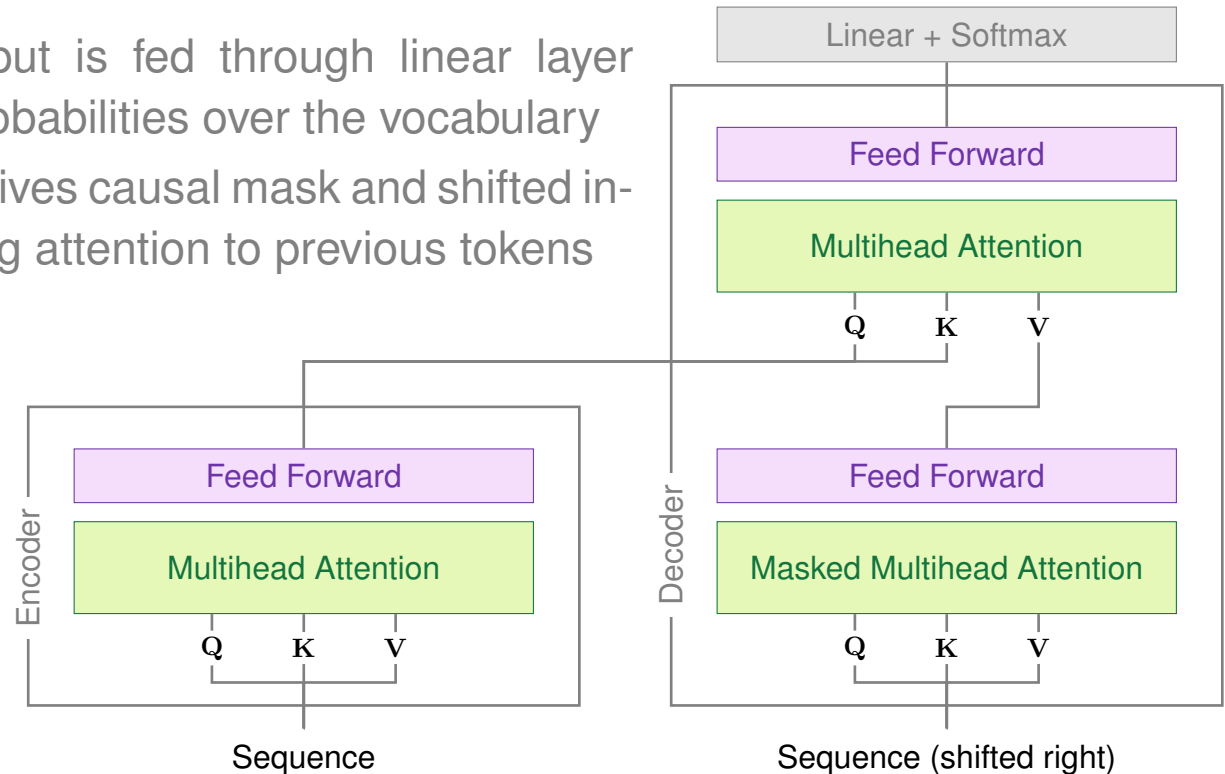 out is fed through linear layer
obabilities over the vocabulary
ives causal mask and shifted in-
g attention to previous tokens
Linear + Softmax
Feed Forward
Multihead Attention
Q K V
Decoder
Feed Forward
Masked Multihead Attention
Q K V
Sequence (shifted right)
Encoder
Feed Forward
Multihead Attention
Q K V
Sequence